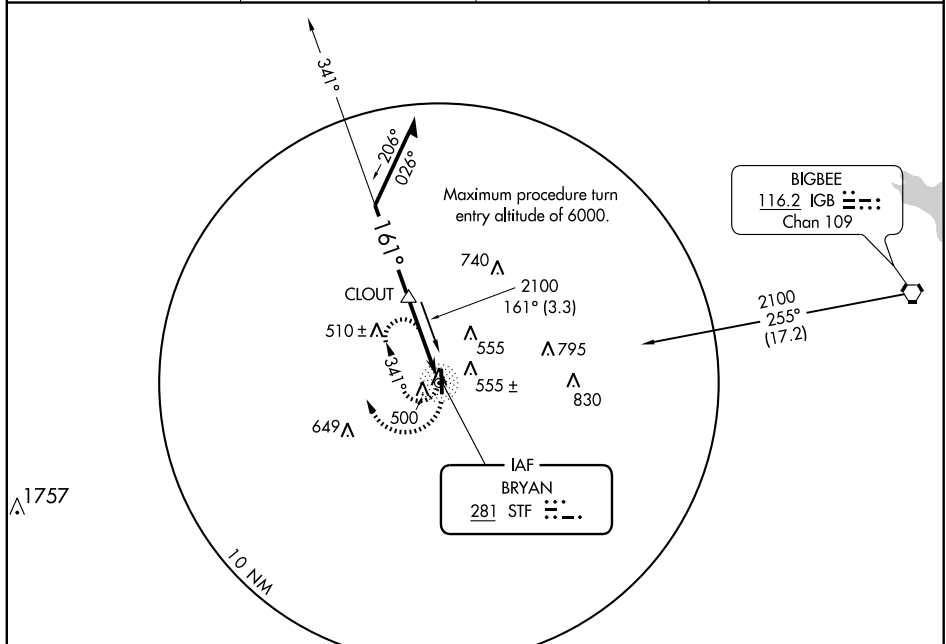 341°
206°
026°
161°
Maximum procedure turn
entry altitude of 6000.
BIGBEE
116.2 IGB
Chan 109
740
CLOUT
2100
161° (3.3)
2100
255°
(17.2)
510 ±
555
795
341°
555 ±
830
500
649
IAF
BRYAN
281 STF
1757
10 NM